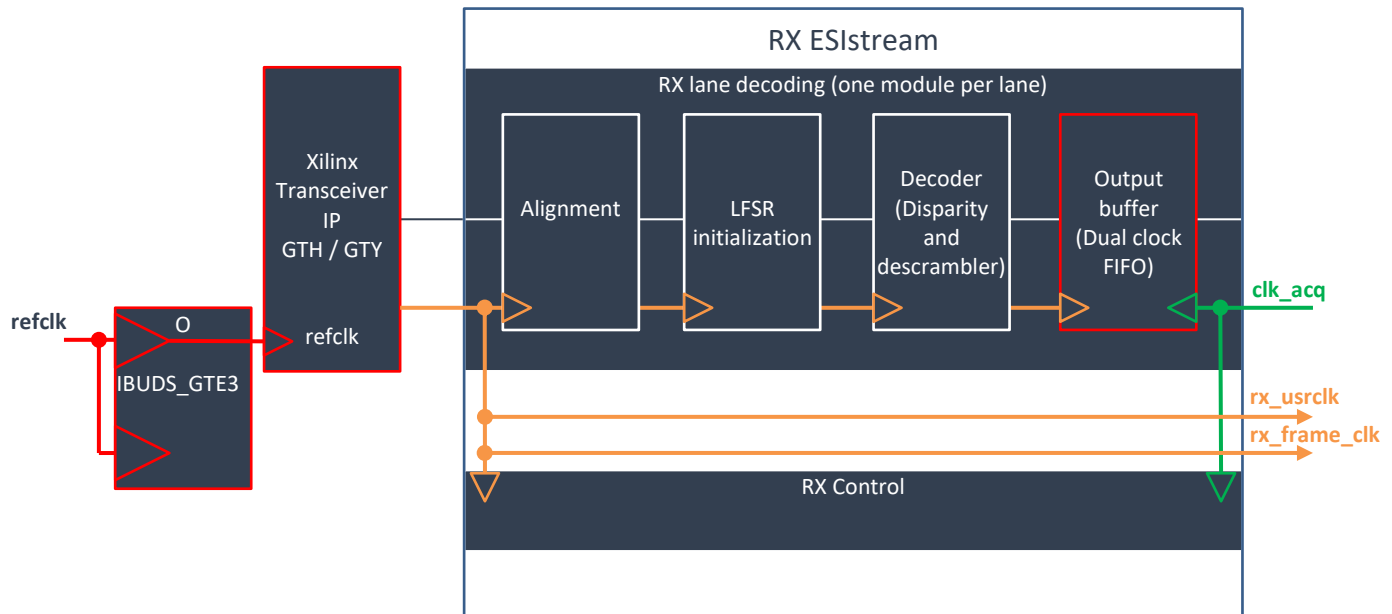 RX ESIstream
RX lane decoding (one module per lane)
Xilinx
Transceiver
IP
GTH / GTY
refclk
Alignment
LFSR
initialization
Decoder
(Disparity
and
descrambler)
Output
buffer
(Dual clock
FIFO)
clk_acq
refclk
O
IBUDS_GTE3
rx_usrclk
rx_frame_clk
RX Control